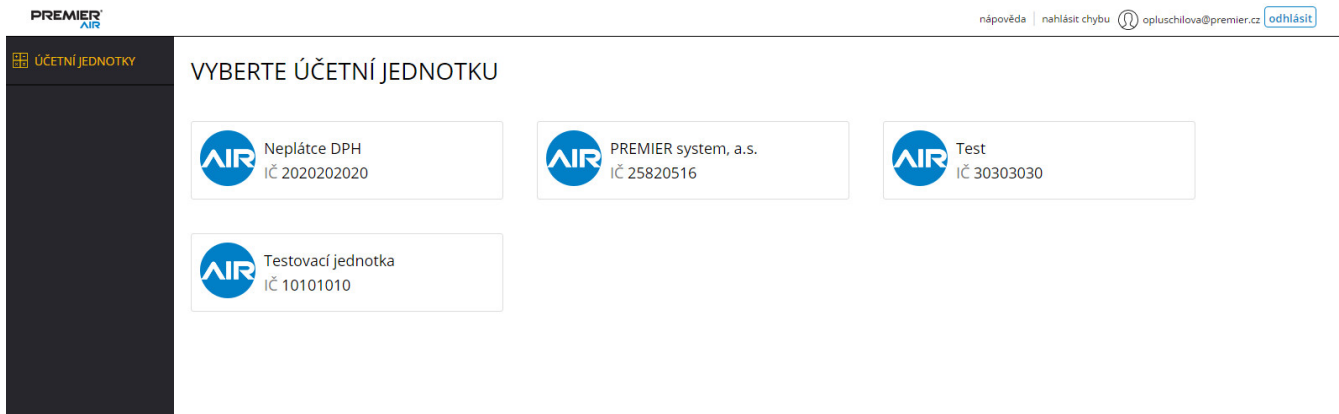 PREMIER
AIR
nápověda nahlásit chybu opluschilova@premier.cz odhlásit
ÚČETNÍ JEDNOTKY
VYBERTE ÚČETNÍ JEDNOTKU
AIR
Neplátce DPH
IČ 2020202020
AIR
PREMIER system, a.s.
IČ 25820516
AIR
Test
IČ 30303030
AIR
Testovací jednotka
IČ 10101010